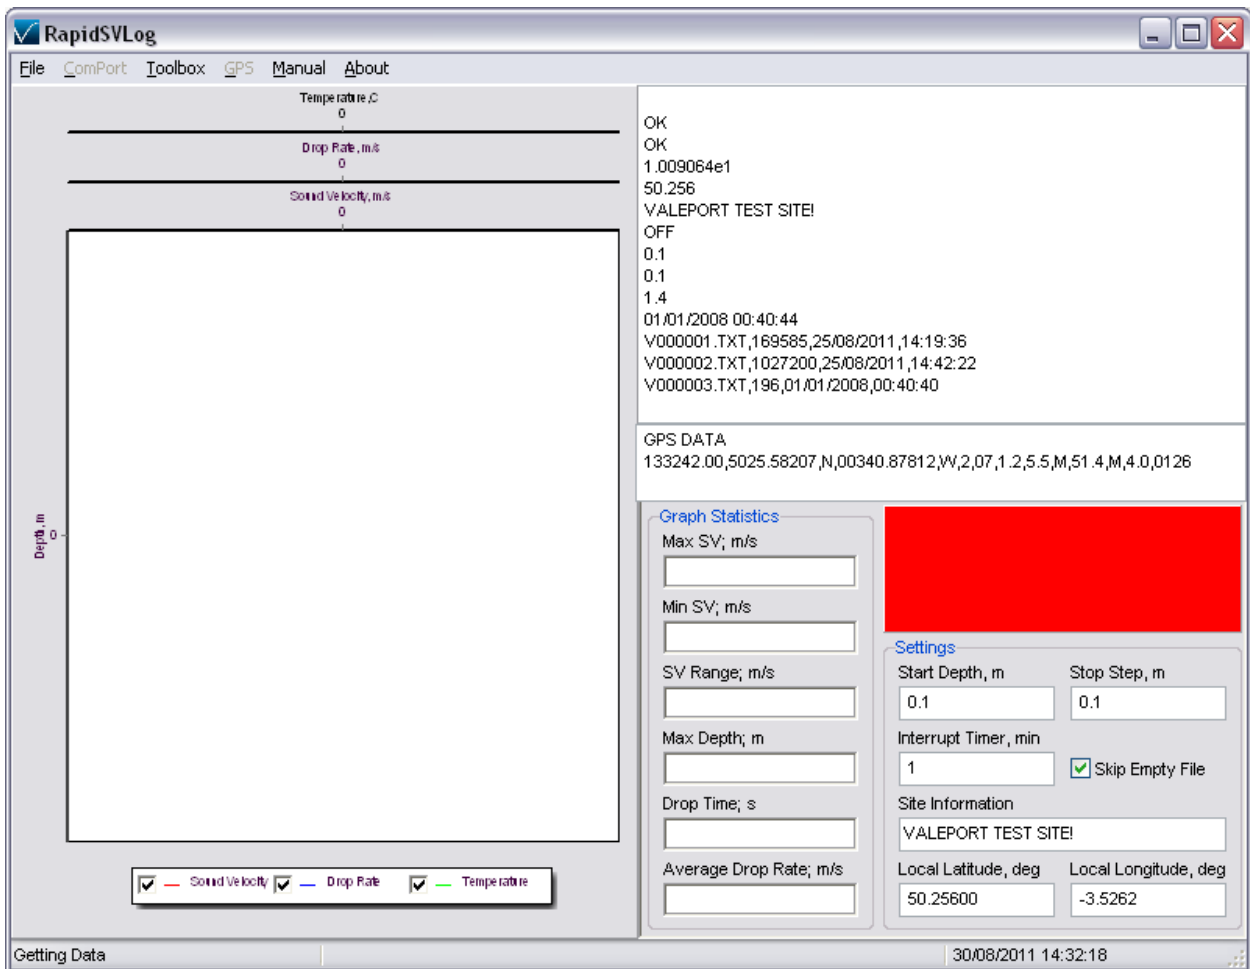 RapidSVLog
File ComPort Toolbox GPS Manual About
Temperature,C
0
Drop Rate, m/s
0
Sound Velocity, m/s
0
Depth, m
0
Sound Velocity Drop Rate Temperature
OK
OK
1.009064e1
50.256
VALEPORT TEST SITE!
OFF
0.1
0.1
1.4
01/01/2008 00:40:44
V000001.TXT,169585,25/08/2011,14:19:36
V000002.TXT,1027200,25/08/2011,14:42:22
V000003.TXT,196,01/01/2008,00:40:40
GPS DATA
133242.00,5025.58207,N,00340.87812,W,2,07,1.2,5.5,M,51.4,M,4.0,0126
Graph Statistics
Max SV; m/s
Min SV; m/s
SV Range; m/s
Max Depth; m
Drop Time; s
Average Drop Rate; m/s
Settings
Start Depth, m Stop Step, m
0.1 0.1
Interrupt Timer, min
1 Skip Empty File
Site Information
VALEPORT TEST SITE!
Local Latitude, deg Local Longitude, deg
50.25600 -3.5262
Getting Data 30/08/2011 14:32:18